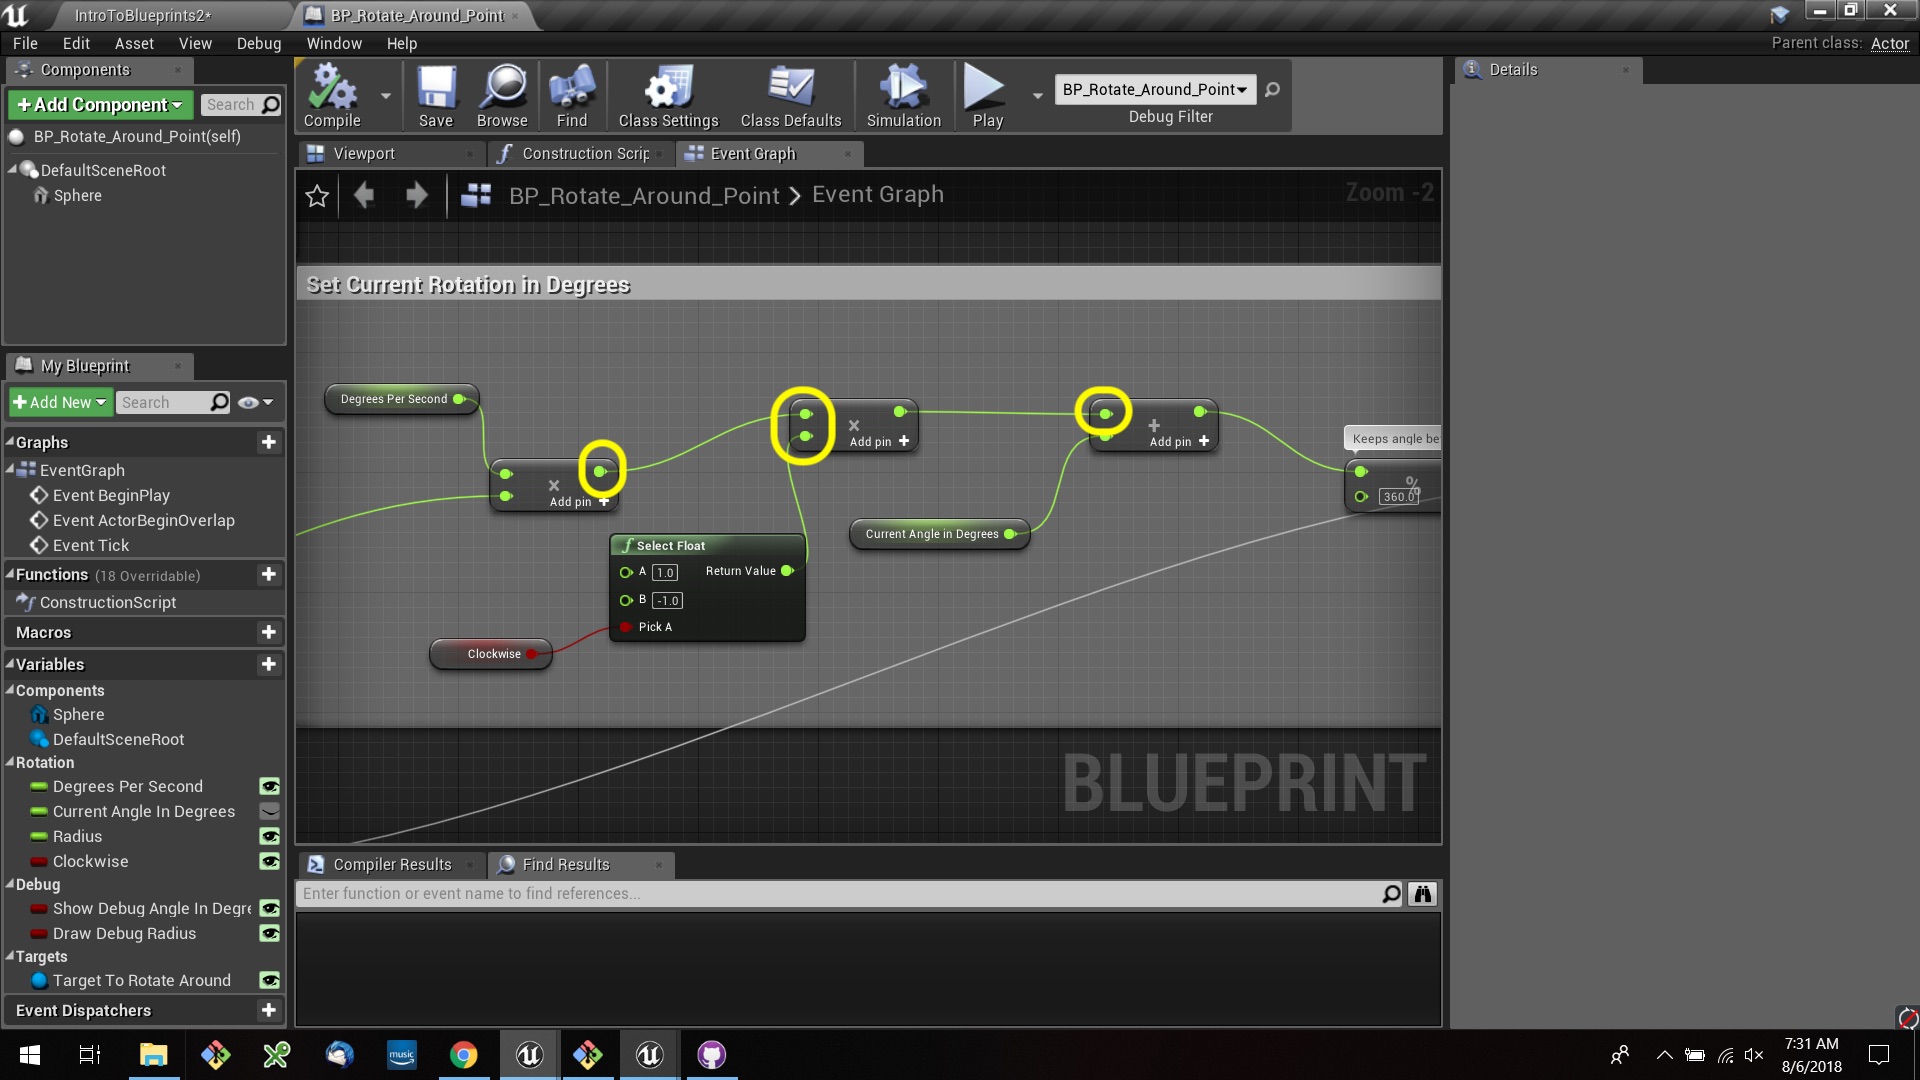 IntroToBlueprints2*
BP_Rotate_Around_Point
File Edit Asset View Debug Window Help
Parent class: Actor
Components
+Add Component
Search
BP_Rotate_Around_Point(self)
DefaultSceneRoot
Sphere
Compile
Save
Browse
Find
Class Settings
Class Defaults
Simulation
Play
BP_Rotate_Around_Point
Debug Filter
Details
Viewport
Construction Scrip
Event Graph
BP_Rotate_Around_Point > Event Graph
Zoom -2
Set Current Rotation in Degrees
Degrees Per Second
×
Add pin +
Select Float
A 1.0
Return Value
B -1.0
Pick A
Clockwise
×
Add pin +
Current Angle in Degrees
+
Add pin +
Keeps angle be
%
360.0
BLUEPRINT
My Blueprint
+Add New
Search
Graphs
EventGraph
Event BeginPlay
Event ActorBeginOverlap
Event Tick
Functions (18 Overridable)
ConstructionScript
Macros
Variables
Components
Sphere
DefaultSceneRoot
Rotation
Degrees Per Second
Current Angle In Degrees
Radius
Clockwise
Debug
Show Debug Angle In Degre
Draw Debug Radius
Targets
Target To Rotate Around
Event Dispatchers
Compiler Results
Find Results
Enter function or event name to find references...
music
7:31 AM
8/6/2018